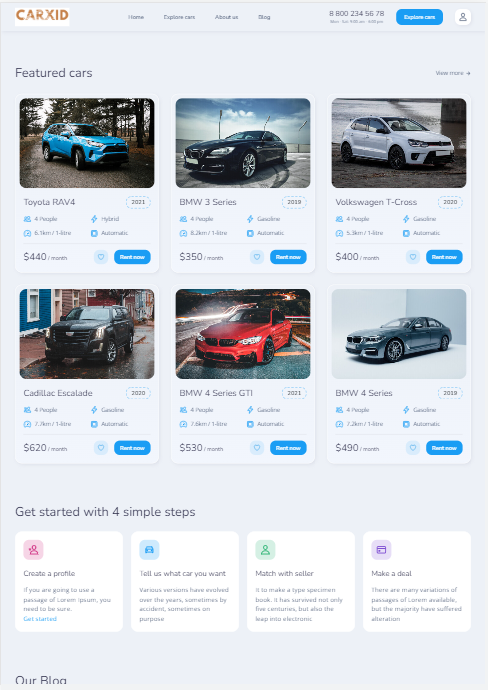 CARXID
Home Explore cars About us Blog
8 800 234 56 78
Explore cars
Featured cars
View more →
Toyota RAV4 2021
4 People Hybrid
6.1km / 1-litre Automatic
$440 / month Rent now
BMW 3 Series 2019
4 People Gasoline
8.2km / 1-litre Automatic
$350 / month Rent now
Volkswagen T-Cross 2020
4 People Gasoline
5.3km / 1-litre Automatic
$400 / month Rent now
Cadillac Escalade 2020
4 People Gasoline
7.7km / 1-litre Automatic
$620 / month Rent now
BMW 4 Series GTI 2021
4 People Gasoline
7.6km / 1-litre Automatic
$530 / month Rent now
BMW 4 Series 2019
4 People Gasoline
7.2km / 1-litre Automatic
$490 / month Rent now
Get started with 4 simple steps
Create a profile
If you are going to use a
passage of Lorem Ipsum, you
need to be sure.
Get started
Tell us what car you want
Various versions have evolved
over the years, sometimes by
accident, sometimes on
purpose
Match with seller
It to make a type specimen
book. It has survived not only
five centuries, but also the
leap into electronic
Make a deal
There are many variations of
passages of Lorem available,
but the majority have suffered
alteration
Our Blog